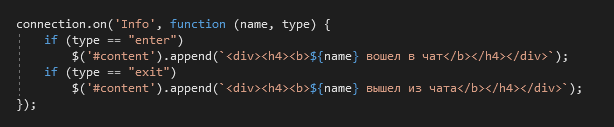 connection.on('Info', function (name, type) {
    if (type == "enter")
        $('#content').append(`<div><h4><b>${name} вошел в чат</b></h4></div>`);
    if (type == "exit")
        $('#content').append(`<div><h4><b>${name} вышел из чата</b></h4></div>`);
});